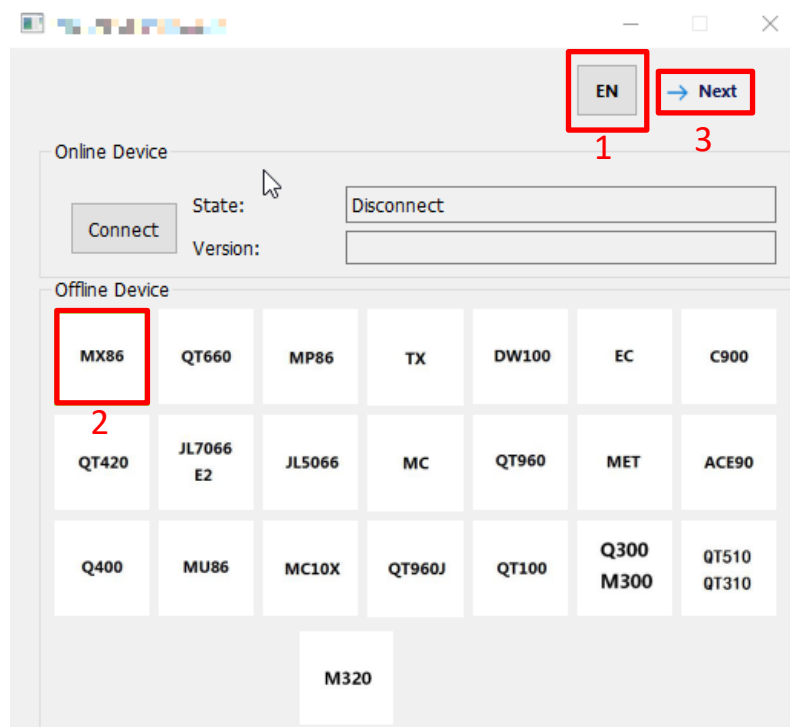 EN
→ Next
1
3
Online Device
Connect
State:
Disconnect
Version:
Offline Device
MX86
QT660
MP86
TX
DW100
EC
C900
2
QT420
JL7066
E2
JL5066
MC
QT960
MET
ACE90
Q400
MU86
MC10X
QT960J
QT100
Q300
M300
QT510
QT310
M320